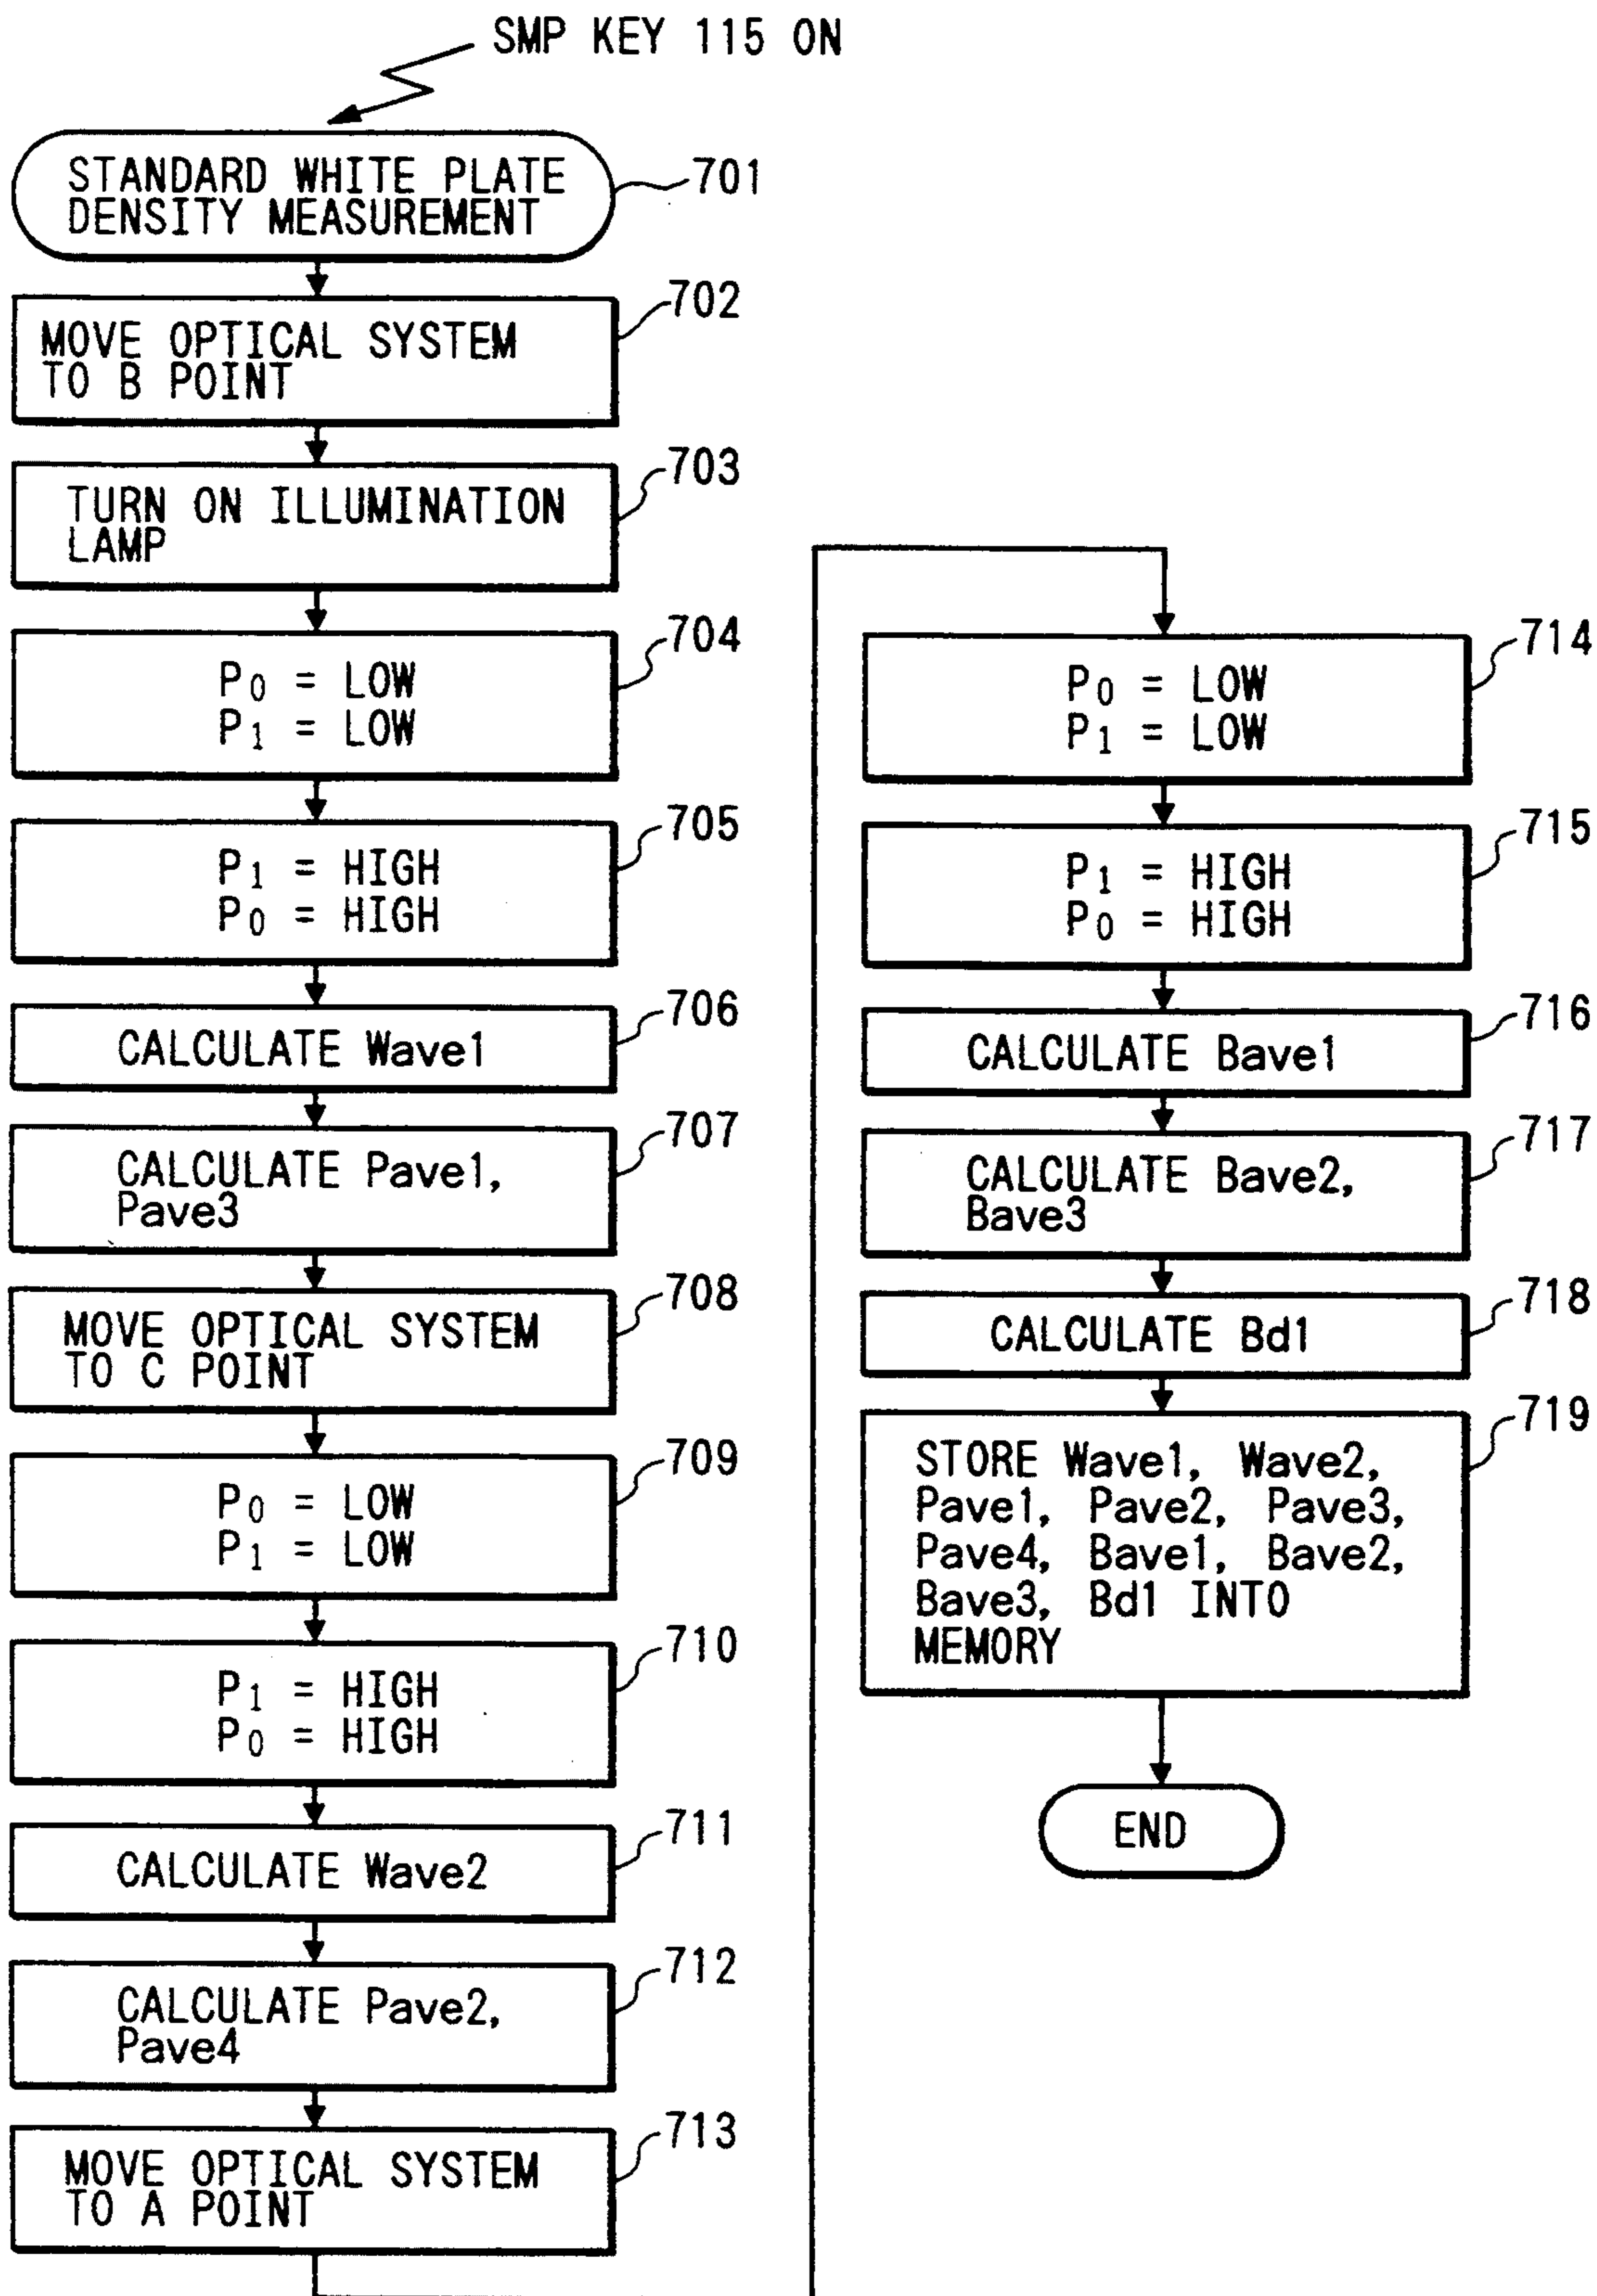 SMP KEY 115 ON
STANDARD WHITE PLATE
DENSITY MEASUREMENT
701
MOVE OPTICAL SYSTEM
TO B POINT
702
TURN ON ILLUMINATION
LAMP
703
P0 = LOW
P1 = LOW
704
P1 = HIGH
P0 = HIGH
705
CALCULATE Wave1
706
CALCULATE Pave1,
Pave3
707
MOVE OPTICAL SYSTEM
TO C POINT
708
P0 = LOW
P1 = LOW
709
P1 = HIGH
P0 = HIGH
710
CALCULATE Wave2
711
CALCULATE Pave2,
Pave4
712
MOVE OPTICAL SYSTEM
TO A POINT
713
P0 = LOW
P1 = LOW
714
P1 = HIGH
P0 = HIGH
715
CALCULATE Bave1
716
CALCULATE Bave2,
Bave3
717
CALCULATE Bd1
718
STORE Wave1, Wave2,
Pave1, Pave2, Pave3,
Pave4, Bave1, Bave2,
Bave3, Bd1 INTO
MEMORY
719
END